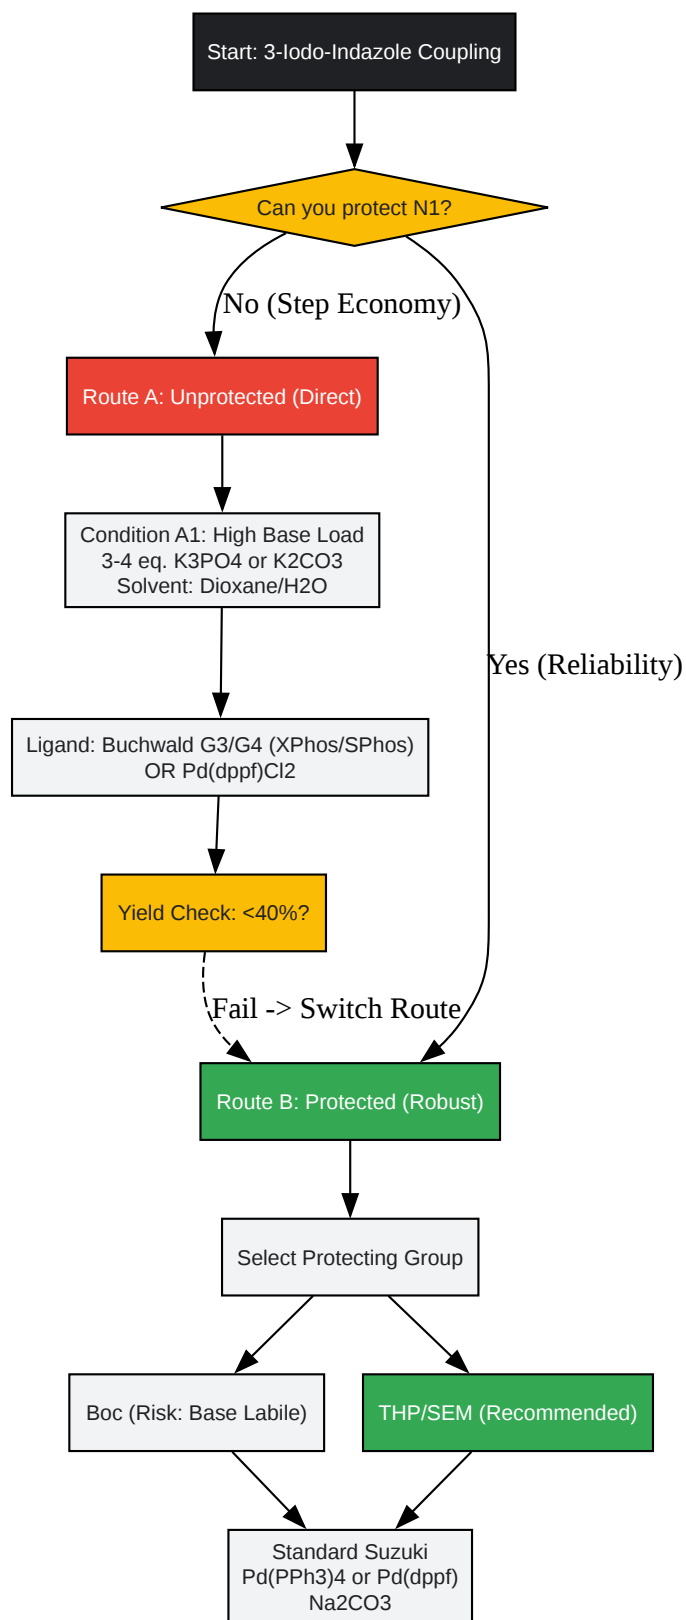 Start: 3-Iodo-Indazole Coupling
Can you protect N1?
No (Step Economy)
Route A: Unprotected (Direct)
Condition A1: High Base Load
3-4 eq. K3PO4 or K2CO3
Solvent: Dioxane/H2O
Yes (Reliability)
Ligand: Buchwald G3/G4 (XPhos/SPhos)
OR Pd(dppf)Cl2
Yield Check: <40%?
Fail -> Switch Route
Route B: Protected (Robust)
Select Protecting Group
Boc (Risk: Base Labile)
THP/SEM (Recommended)
Standard Suzuki
Pd(PPh3)4 or Pd(dppf)
Na2CO3